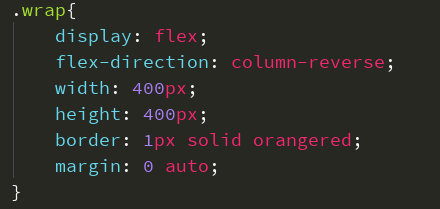 .wrap{
    display: flex;
    flex-direction: column-reverse;
    width: 400px;
    height: 400px;
    border: 1px solid orangered;
    margin: 0 auto;
}